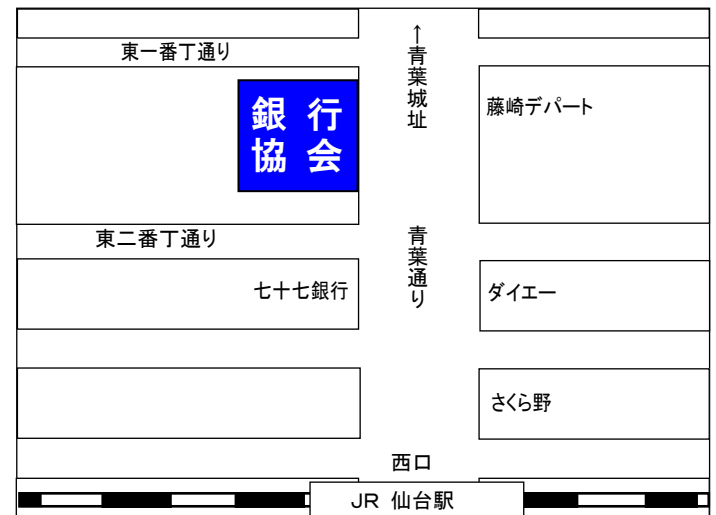 東一番丁通り
↑青葉城址
銀行
協会
藤崎デパート
東二番丁通り
青葉通り
七十七銀行
ダイエー
さくら野
西口
JR 仙台駅